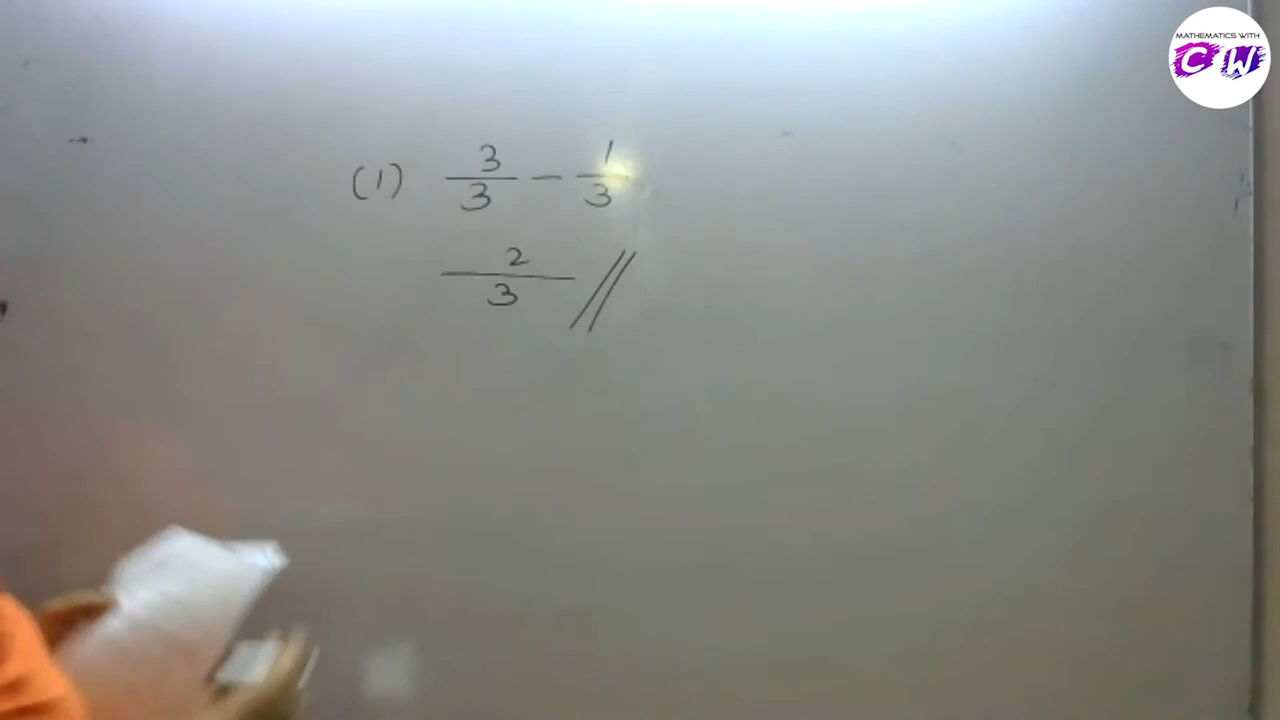 MATHEMATICS WITH
CW
(1) 3/3 - 1/3
2/3 //